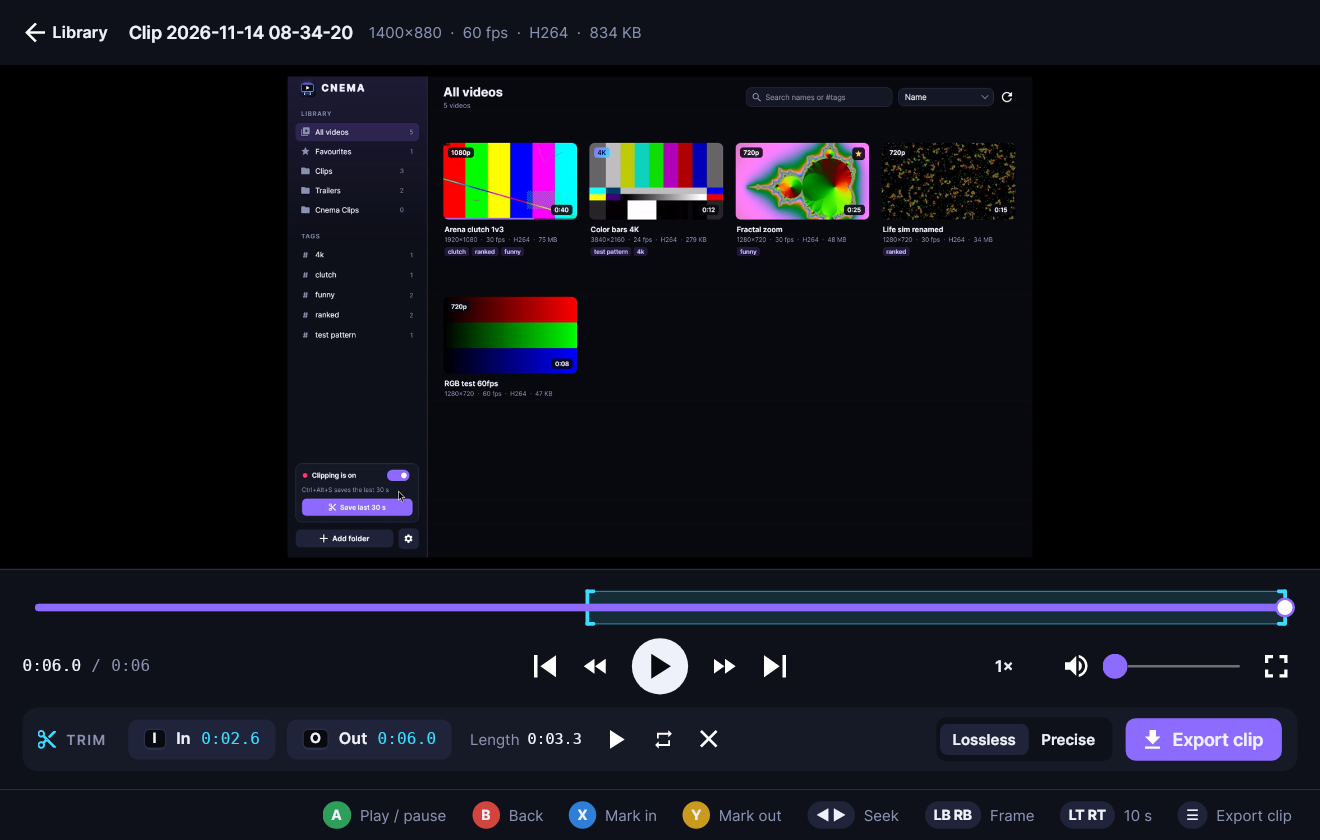 Library Clip 2026-11-14 08-34-20 1400×880 · 60 fps · H264 · 834 KB
CNEMA
LIBRARY
All videos 5
Favourites 1
Clips 3
Trailers 2
Cnema Clips 0
TAGS
# 4k 1
# clutch 1
# funny 2
# ranked 2
# test pattern 1
Clipping is on
Ctrl+Alt+S saves the last 30 s
Save last 30 s
Add folder
All videos
5 videos
Search names or #tags
Name
1080p
0:40
Arena clutch 1v3
1920×1080 · 30 fps · H264 · 75 MB
clutch ranked funny
4K
0:12
Color bars 4K
3840×2160 · 24 fps · H264 · 279 KB
test pattern 4k
720p
0:25
Fractal zoom
1280×720 · 30 fps · H264 · 48 MB
funny
720p
0:15
Life sim renamed
1280×720 · 30 fps · H264 · 34 MB
ranked
720p
0:08
RGB test 60fps
1280×720 · 60 fps · H264 · 47 KB
0:06.0 / 0:06
1×
TRIM I In 0:02.6 O Out 0:06.0 Length 0:03.3 Lossless Precise Export clip
A Play / pause B Back X Mark in Y Mark out Seek LB RB Frame LT RT 10 s Export clip